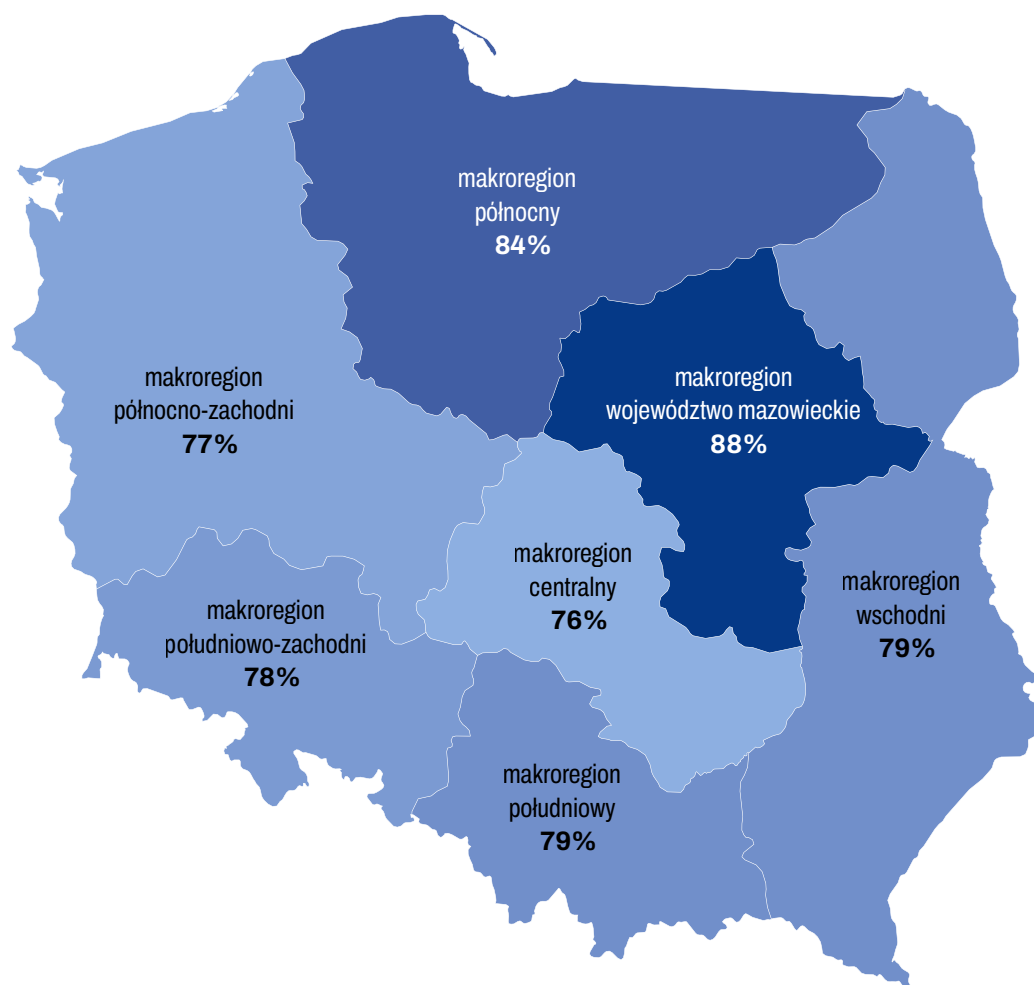 makroregion
północny
84%
makroregion
północno-zachodni
77%
makroregion
województwo mazowieckie
88%
makroregion
centralny
76%
makroregion
wschodni
79%
makroregion
południowo-zachodni
78%
makroregion
południowy
79%